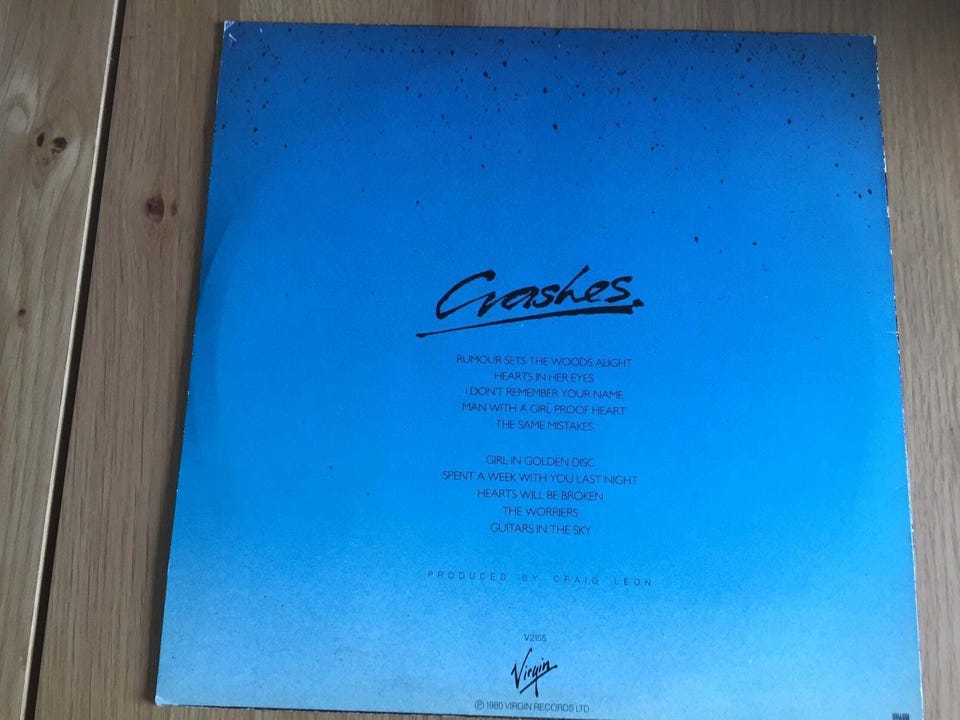 Crashes.
RUMOUR SETS THE WOODS ALIGHT
HEARTS IN HER EYES
I DON'T REMEMBER YOUR NAME
MAN WITH A GIRL PROOF HEART
THE SAME MISTAKES
GIRL IN GOLDEN DISC
SPENT A WEEK WITH YOU LAST NIGHT
HEARTS WILL BE BROKEN
THE WORRIERS
GUITARS IN THE SKY
PRODUCED BY CRAIG LEON
V2155
Virgin
℗ 1980 VIRGIN RECORDS LTD.